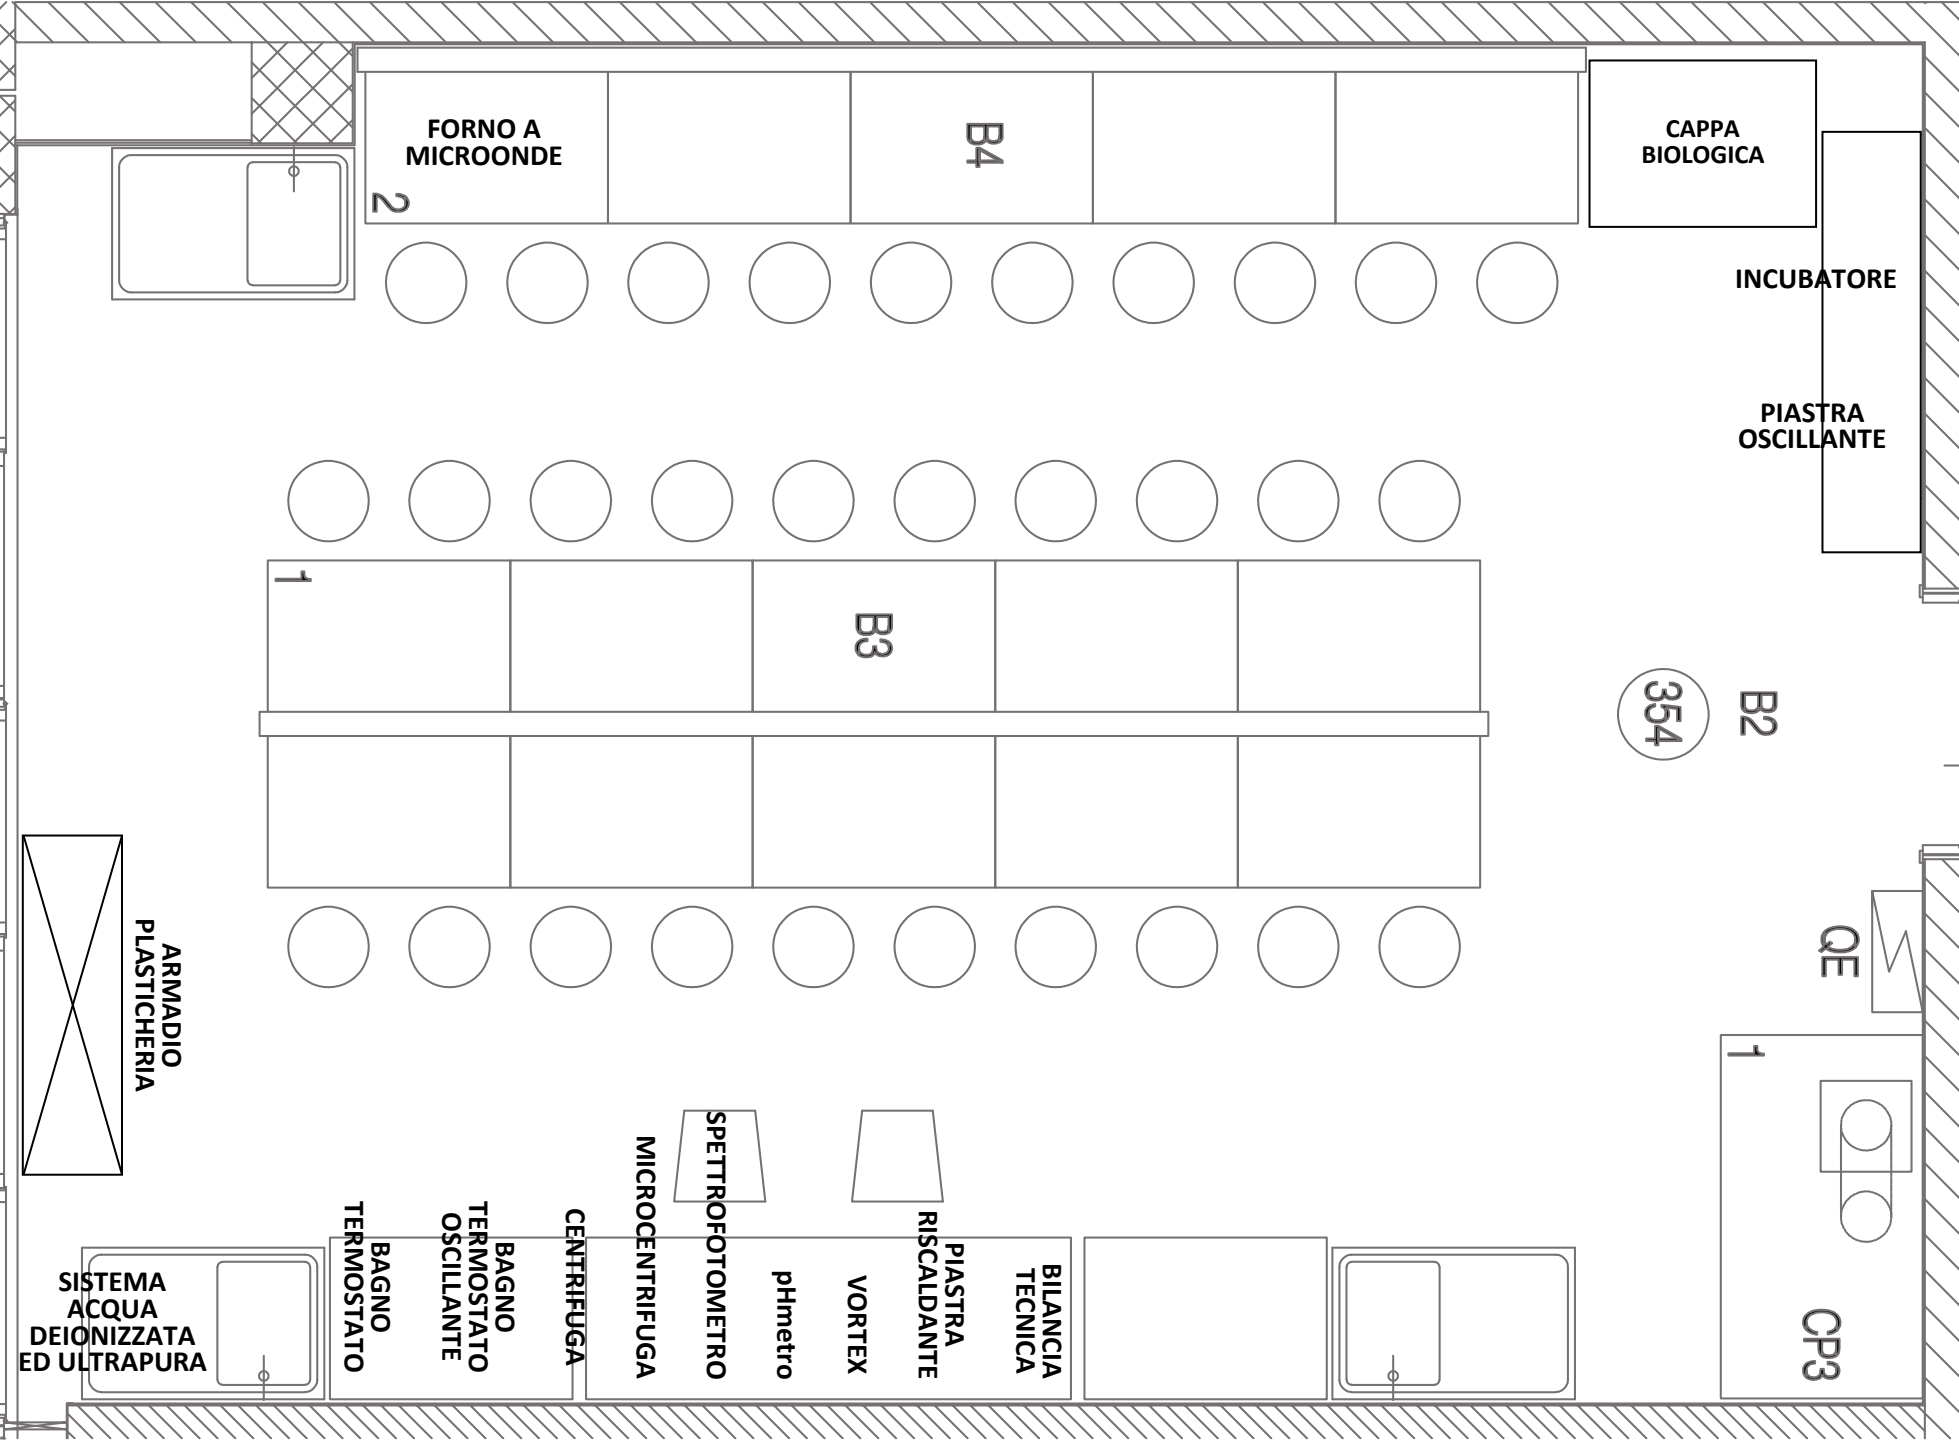 FORNO A
MICROONDE
2
B4
CAPPA
BIOLOGICA
INCUBATORE
PIASTRA
OSCILLANTE
1
B3
354
B2
ARMADIO
PLASTICHERIA
QE
1
CP3
SISTEMA
ACQUA
DEIONIZZATA
ED ULTRAPURA
BAGNO
TERMOSTATO
BAGNO
TERMOSTATO
OSCILLANTE
CENTRIFUGA
MICROCENTRIFUGA
SPETTROFOTOMETRO
pHmetro
VORTEX
PIASTRA
RISCALDANTE
BILANCIA
TECNICA